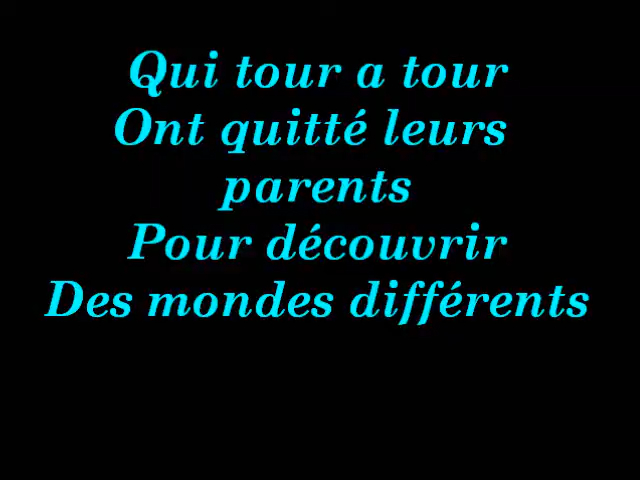 Qui tour a tour
Ont quitté leurs
parents
Pour découvrir
Des mondes différents